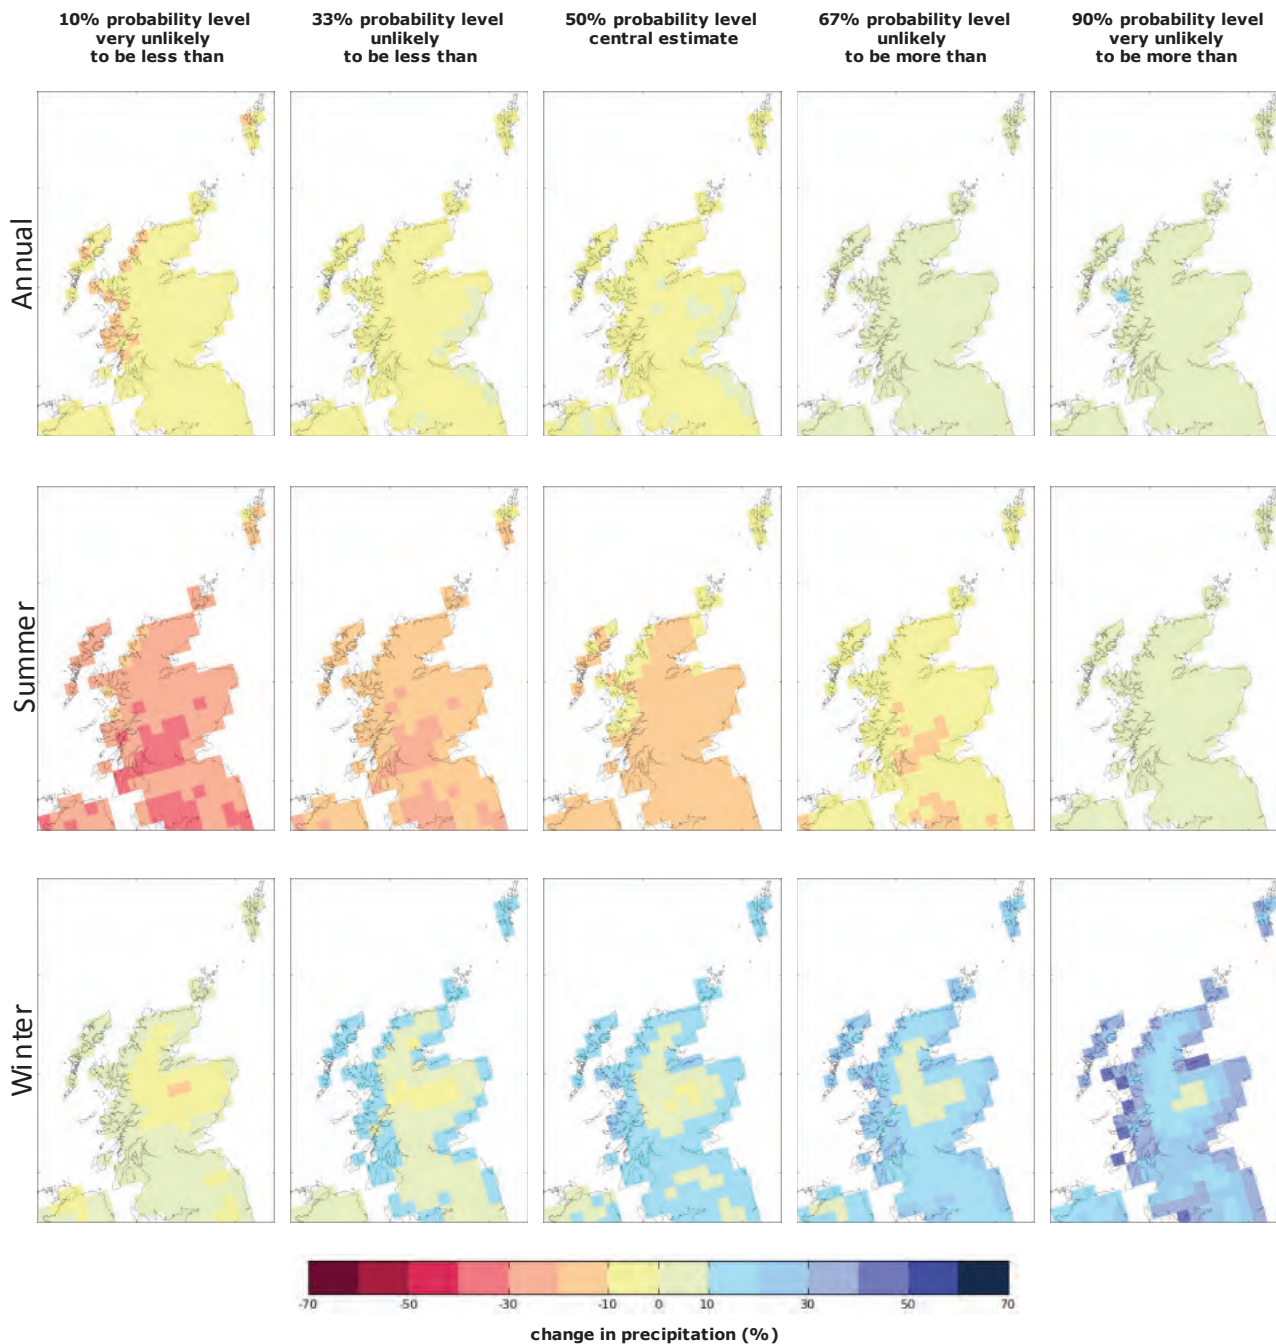 10% probability level
very unlikely
to be less than
33% probability level
unlikely
to be less than
50% probability level
central estimate
67% probability level
unlikely
to be more than
90% probability level
very unlikely
to be more than
Annual
Summer
Winter
-70 -50 -30 -10 0 10 30 50 70
change in precipitation (%)